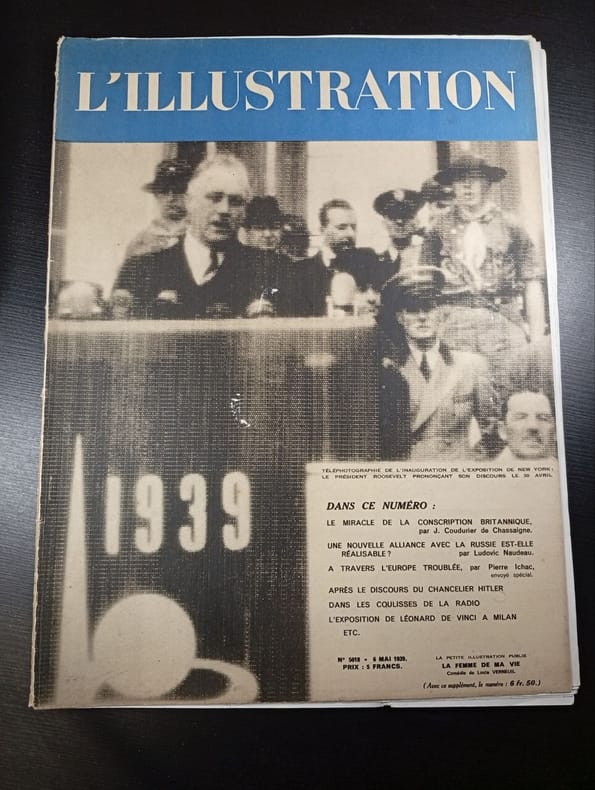 L'ILLUSTRATION
1939
TÉLÉPHOTOGRAPHIE DE L'INAUGURATION DE L'EXPOSITION DE NEW YORK :
LE PRÉSIDENT ROOSEVELT PRONONÇANT SON DISCOURS LE 30 AVRIL
DANS CE NUMÉRO :
LE MIRACLE DE LA CONSCRIPTION BRITANNIQUE,
par J. Coudurier de Chassaigne.
UNE NOUVELLE ALLIANCE AVEC LA RUSSIE EST-ELLE
RÉALISABLE ? par Ludovic Naudeau.
A TRAVERS L'EUROPE TROUBLÉE, par Pierre Ichac,
envoyé spécial.
APRÈS LE DISCOURS DU CHANCELIER HITLER
DANS LES COULISSES DE LA RADIO
L'EXPOSITION DE LÉONARD DE VINCI A MILAN
ETC.
N° 5018 - 6 MAI 1939.
PRIX : 5 FRANCS.
LA PETITE ILLUSTRATION PUBLIE
LA FEMME DE MA VIE
Comédie de Louis VERNEUIL
(Avec ce supplément, le numéro : 6 fr. 50.)